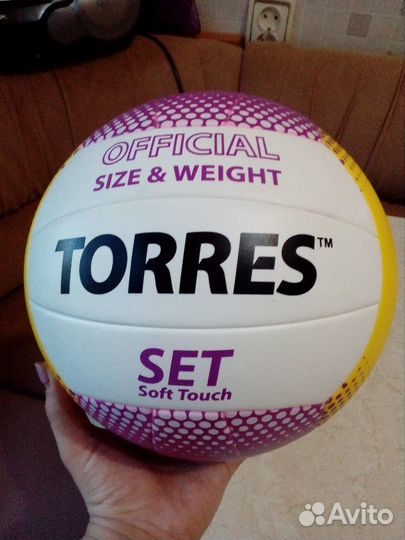 OFFICIAL
SIZE & WEIGHT
TORRES™
SET
Soft Touch
Avito